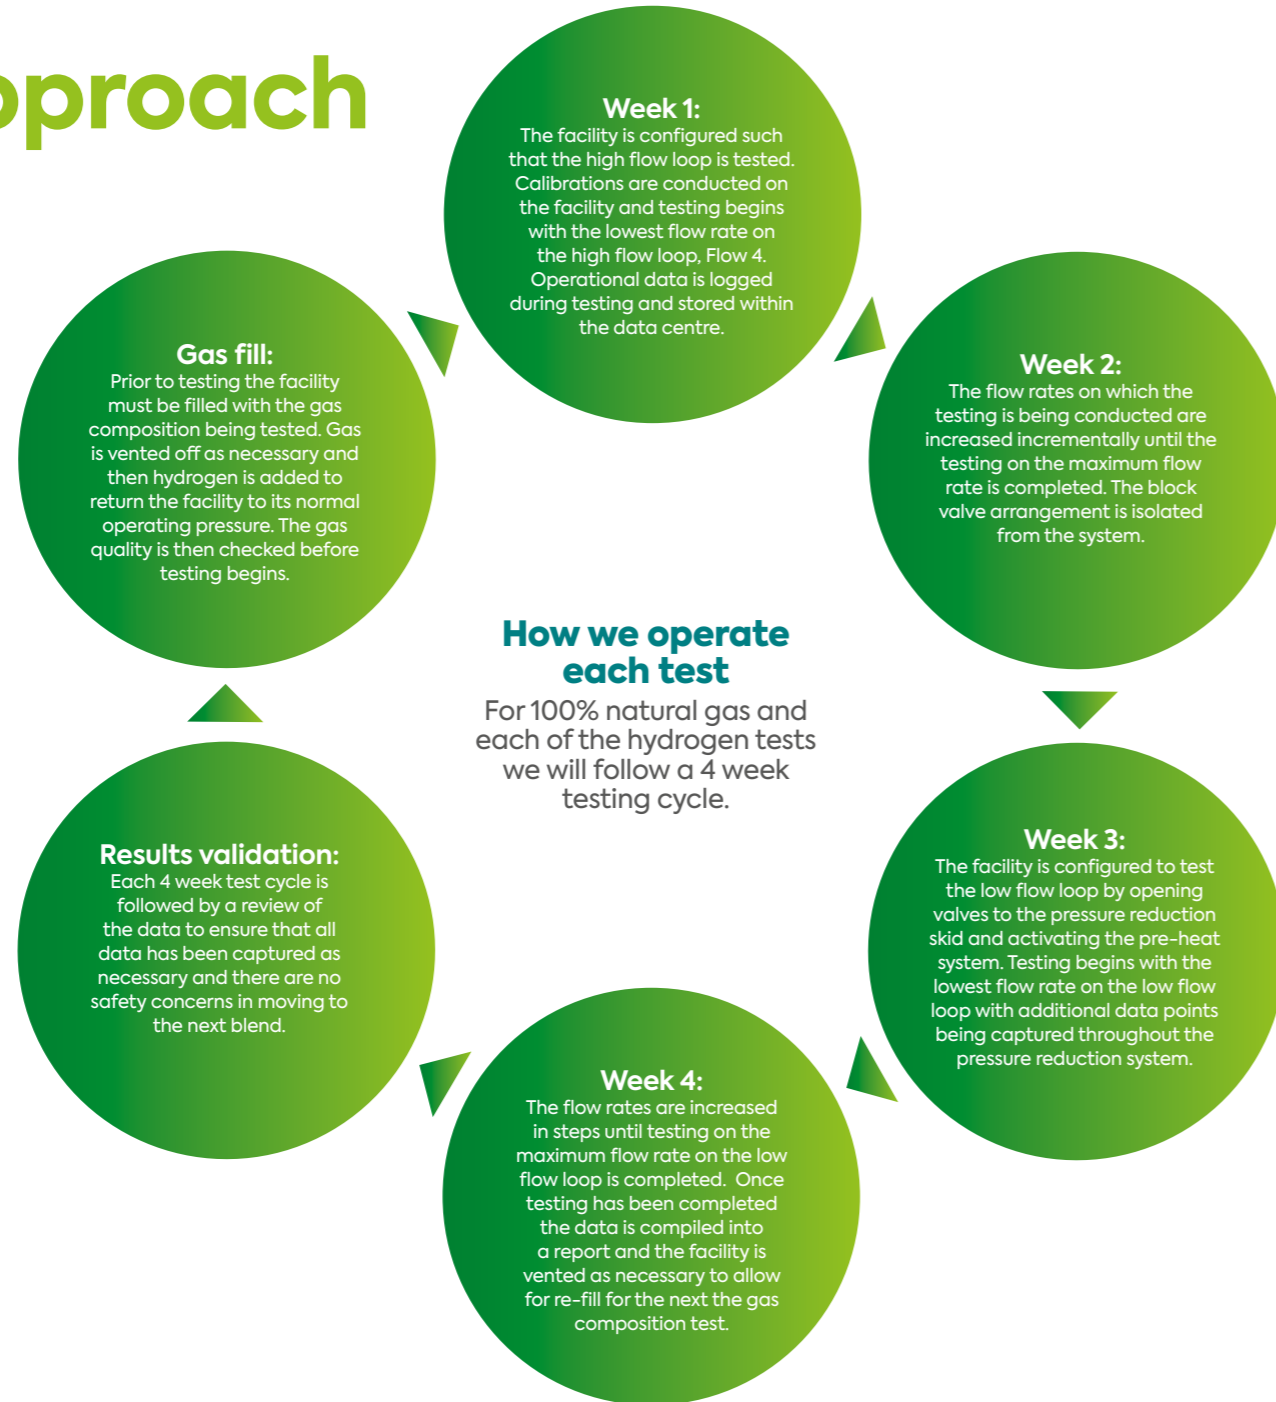 pproach
Week 1:
The facility is configured such
that the high flow loop is tested.
Calibrations are conducted on
the facility and testing begins
with the lowest flow rate on
the high flow loop, Flow 4.
Operational data is logged
during testing and stored within
the data centre.
Week 2:
The flow rates on which the
testing is being conducted are
increased incrementally until the
testing on the maximum flow
rate is completed. The block
valve arrangement is isolated
from the system.
Week 3:
The facility is configured to test
the low flow loop by opening
valves to the pressure reduction
skid and activating the pre-heat
system. Testing begins with the
lowest flow rate on the low flow
loop with additional data points
being captured throughout the
pressure reduction system.
Week 4:
The flow rates are increased
in steps until testing on the
maximum flow rate on the low
flow loop is completed.  Once
testing has been completed
the data is compiled into
a report and the facility is
vented as necessary to allow
for re-fill for the next the gas
composition test.
Results validation:
Each 4 week test cycle is
followed by a review of
the data to ensure that all
data has been captured as
necessary and there are no
safety concerns in moving to
the next blend.
Gas fill:
Prior to testing the facility
must be filled with the gas
composition being tested. Gas
is vented off as necessary and
then hydrogen is added to
return the facility to its normal
operating pressure. The gas
quality is then checked before
testing begins.
How we operate
each test
For 100% natural gas and
each of the hydrogen tests
we will follow a 4 week
testing cycle.